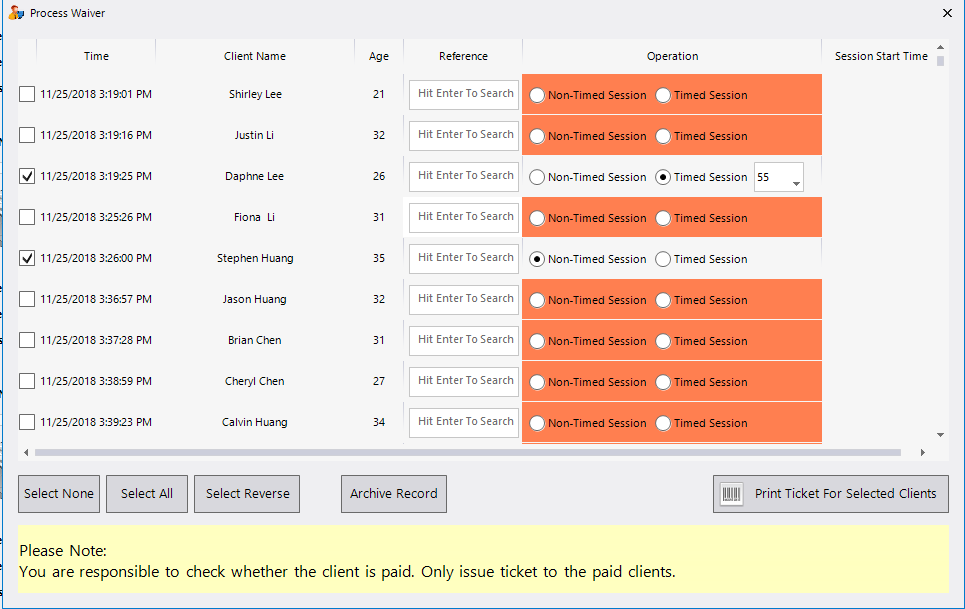 Process Waiver
Time Client Name Age Reference Operation Session Start Time
11/25/2018 3:19:01 PM Shirley Lee 21 Hit Enter To Search Non-Timed Session Timed Session
11/25/2018 3:19:16 PM Justin Li 32 Hit Enter To Search Non-Timed Session Timed Session
11/25/2018 3:19:25 PM Daphne Lee 26 Hit Enter To Search Non-Timed Session Timed Session 55
11/25/2018 3:25:26 PM Fiona Li 31 Hit Enter To Search Non-Timed Session Timed Session
11/25/2018 3:26:00 PM Stephen Huang 35 Hit Enter To Search Non-Timed Session Timed Session
11/25/2018 3:36:57 PM Jason Huang 32 Hit Enter To Search Non-Timed Session Timed Session
11/25/2018 3:37:28 PM Brian Chen 31 Hit Enter To Search Non-Timed Session Timed Session
11/25/2018 3:38:59 PM Cheryl Chen 27 Hit Enter To Search Non-Timed Session Timed Session
11/25/2018 3:39:23 PM Calvin Huang 34 Hit Enter To Search Non-Timed Session Timed Session
Select None Select All Select Reverse Archive Record Print Ticket For Selected Clients
Please Note:
You are responsible to check whether the client is paid. Only issue ticket to the paid clients.